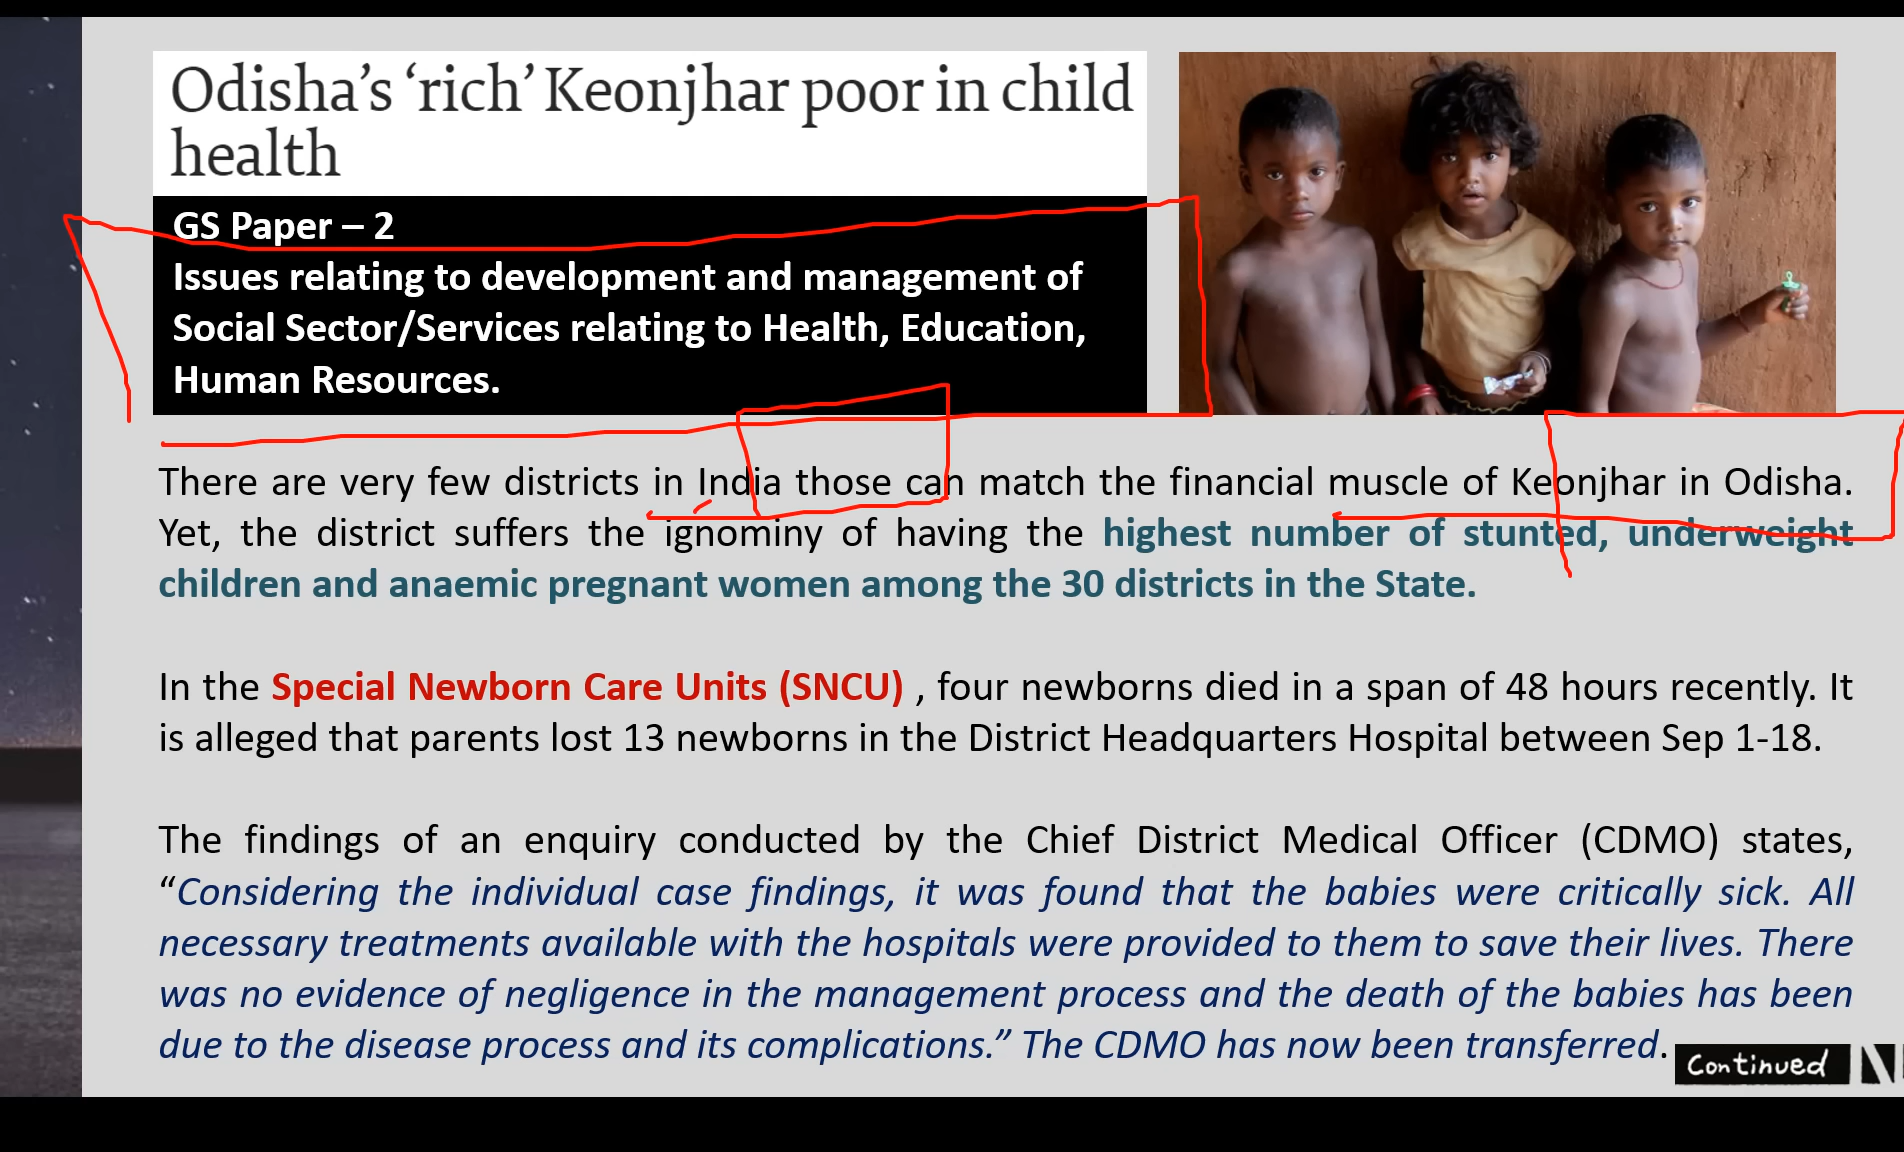 Odisha’s ‘rich’ Keonjhar poor in child
health
GS Paper – 2
Issues relating to development and management of
Social Sector/Services relating to Health, Education,
Human Resources.
There are very few districts in India those can match the financial muscle of Keonjhar in Odisha.
Yet, the district suffers the ignominy of having the highest number of stunted, underweight
children and anaemic pregnant women among the 30 districts in the State.
In the Special Newborn Care Units (SNCU) , four newborns died in a span of 48 hours recently. It
is alleged that parents lost 13 newborns in the District Headquarters Hospital between Sep 1-18.
The findings of an enquiry conducted by the Chief District Medical Officer (CDMO) states,
“Considering the individual case findings, it was found that the babies were critically sick. All
necessary treatments available with the hospitals were provided to them to save their lives. There
was no evidence of negligence in the management process and the death of the babies has been
due to the disease process and its complications.” The CDMO has now been transferred.
Continued